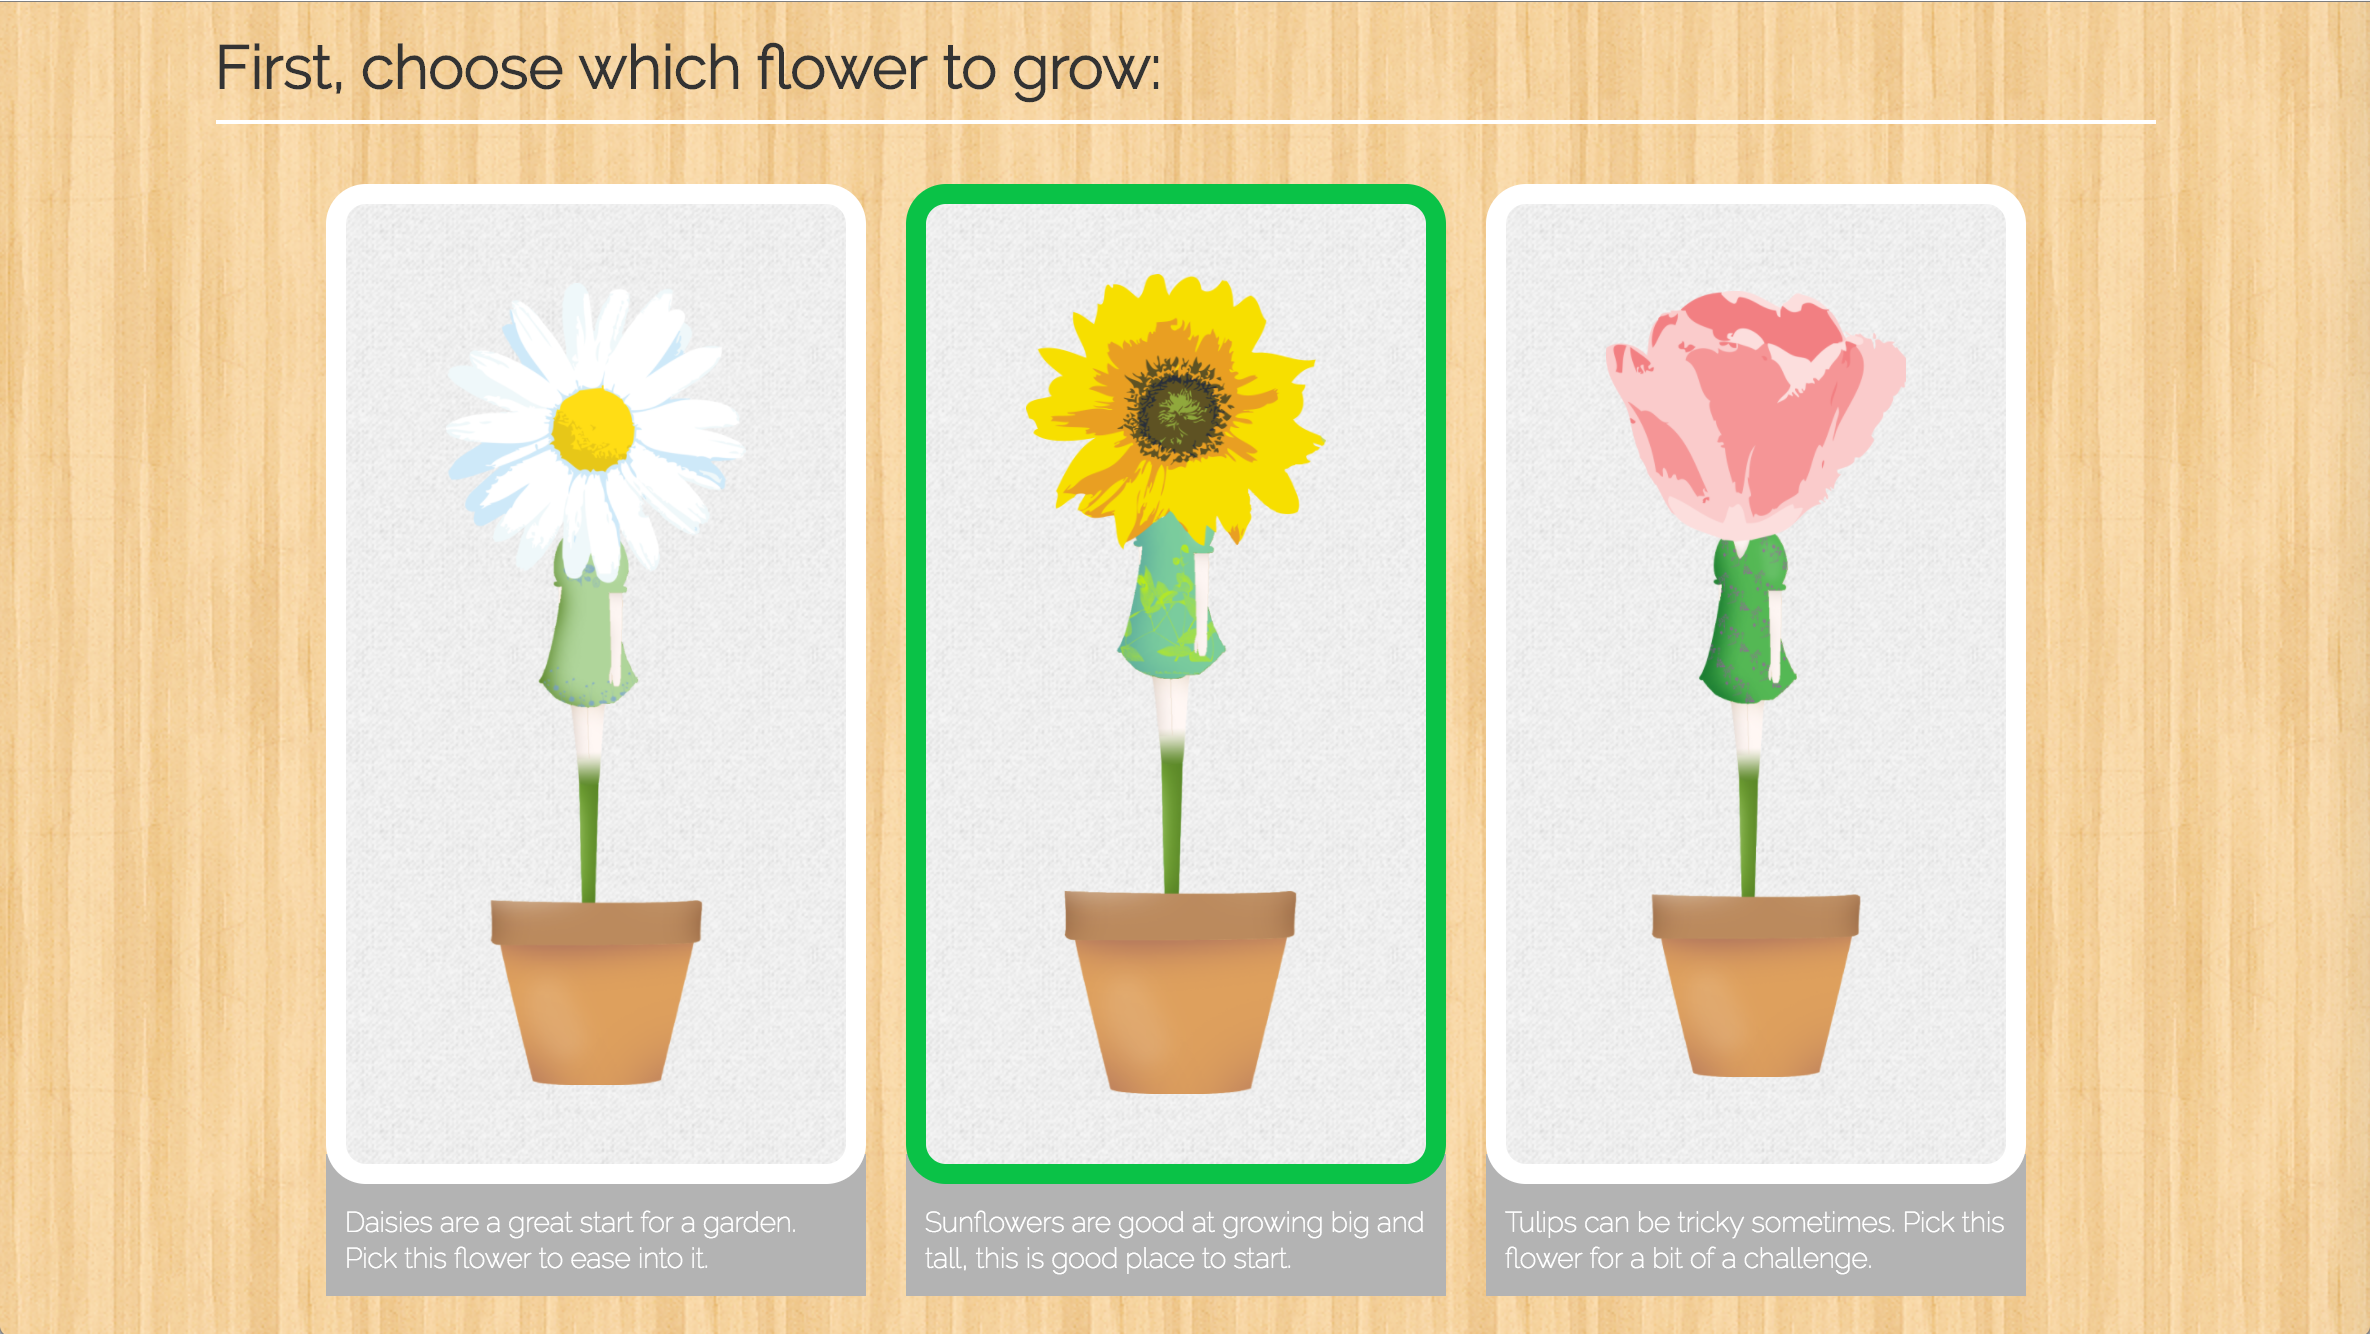 First, choose which flower to grow:
Daisies are a great start for a garden.
Pick this flower to ease into it.
Sunflowers are good at growing big and
tall, this is good place to start.
Tulips can be tricky sometimes. Pick this
flower for a bit of a challenge.